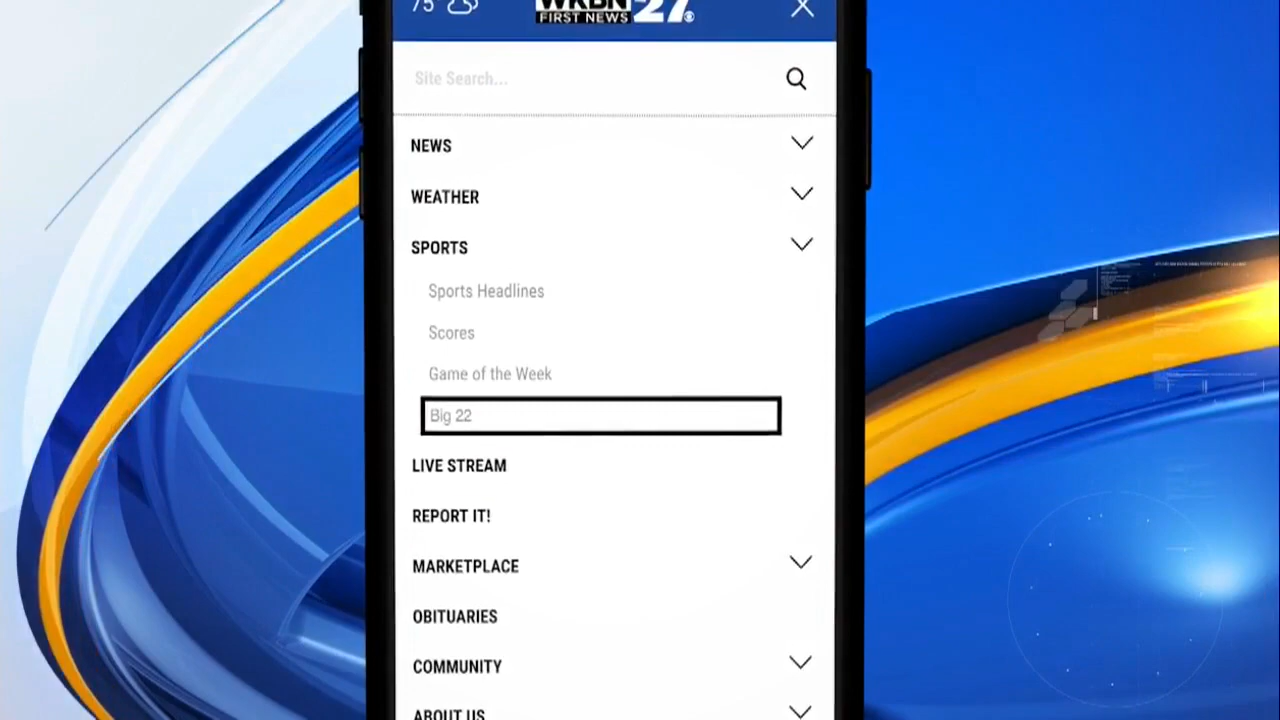 75°
WKBN 27
FIRST NEWS
Site Search...
NEWS
WEATHER
SPORTS
Sports Headlines
Scores
Game of the Week
Big 22
LIVE STREAM
REPORT IT!
MARKETPLACE
OBITUARIES
COMMUNITY
ABOUT US